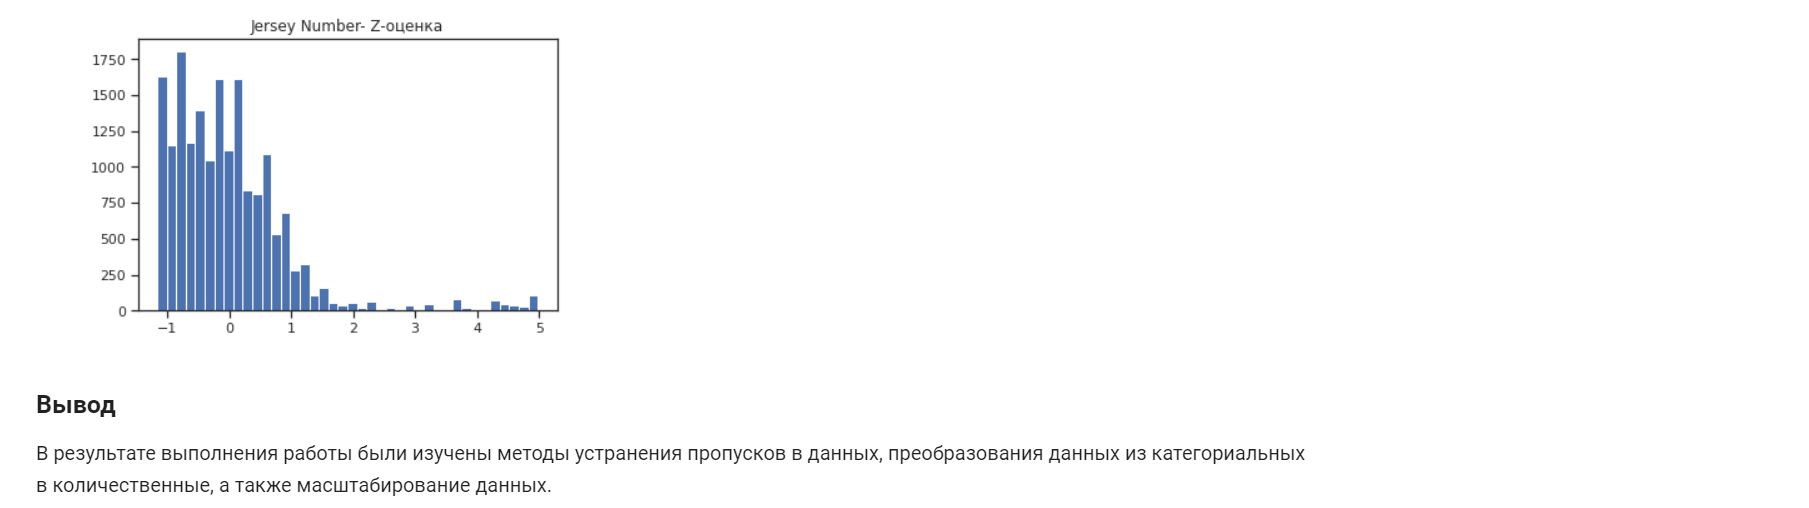 Jersey Number- Z-оценка
1750
1500
1250
1000
750
500
250
0
−1 0 1 2 3 4 5
Вывод
В результате выполнения работы были изучены методы устранения пропусков в данных, преобразования данных из категориальных
в количественные, а также масштабирование данных.